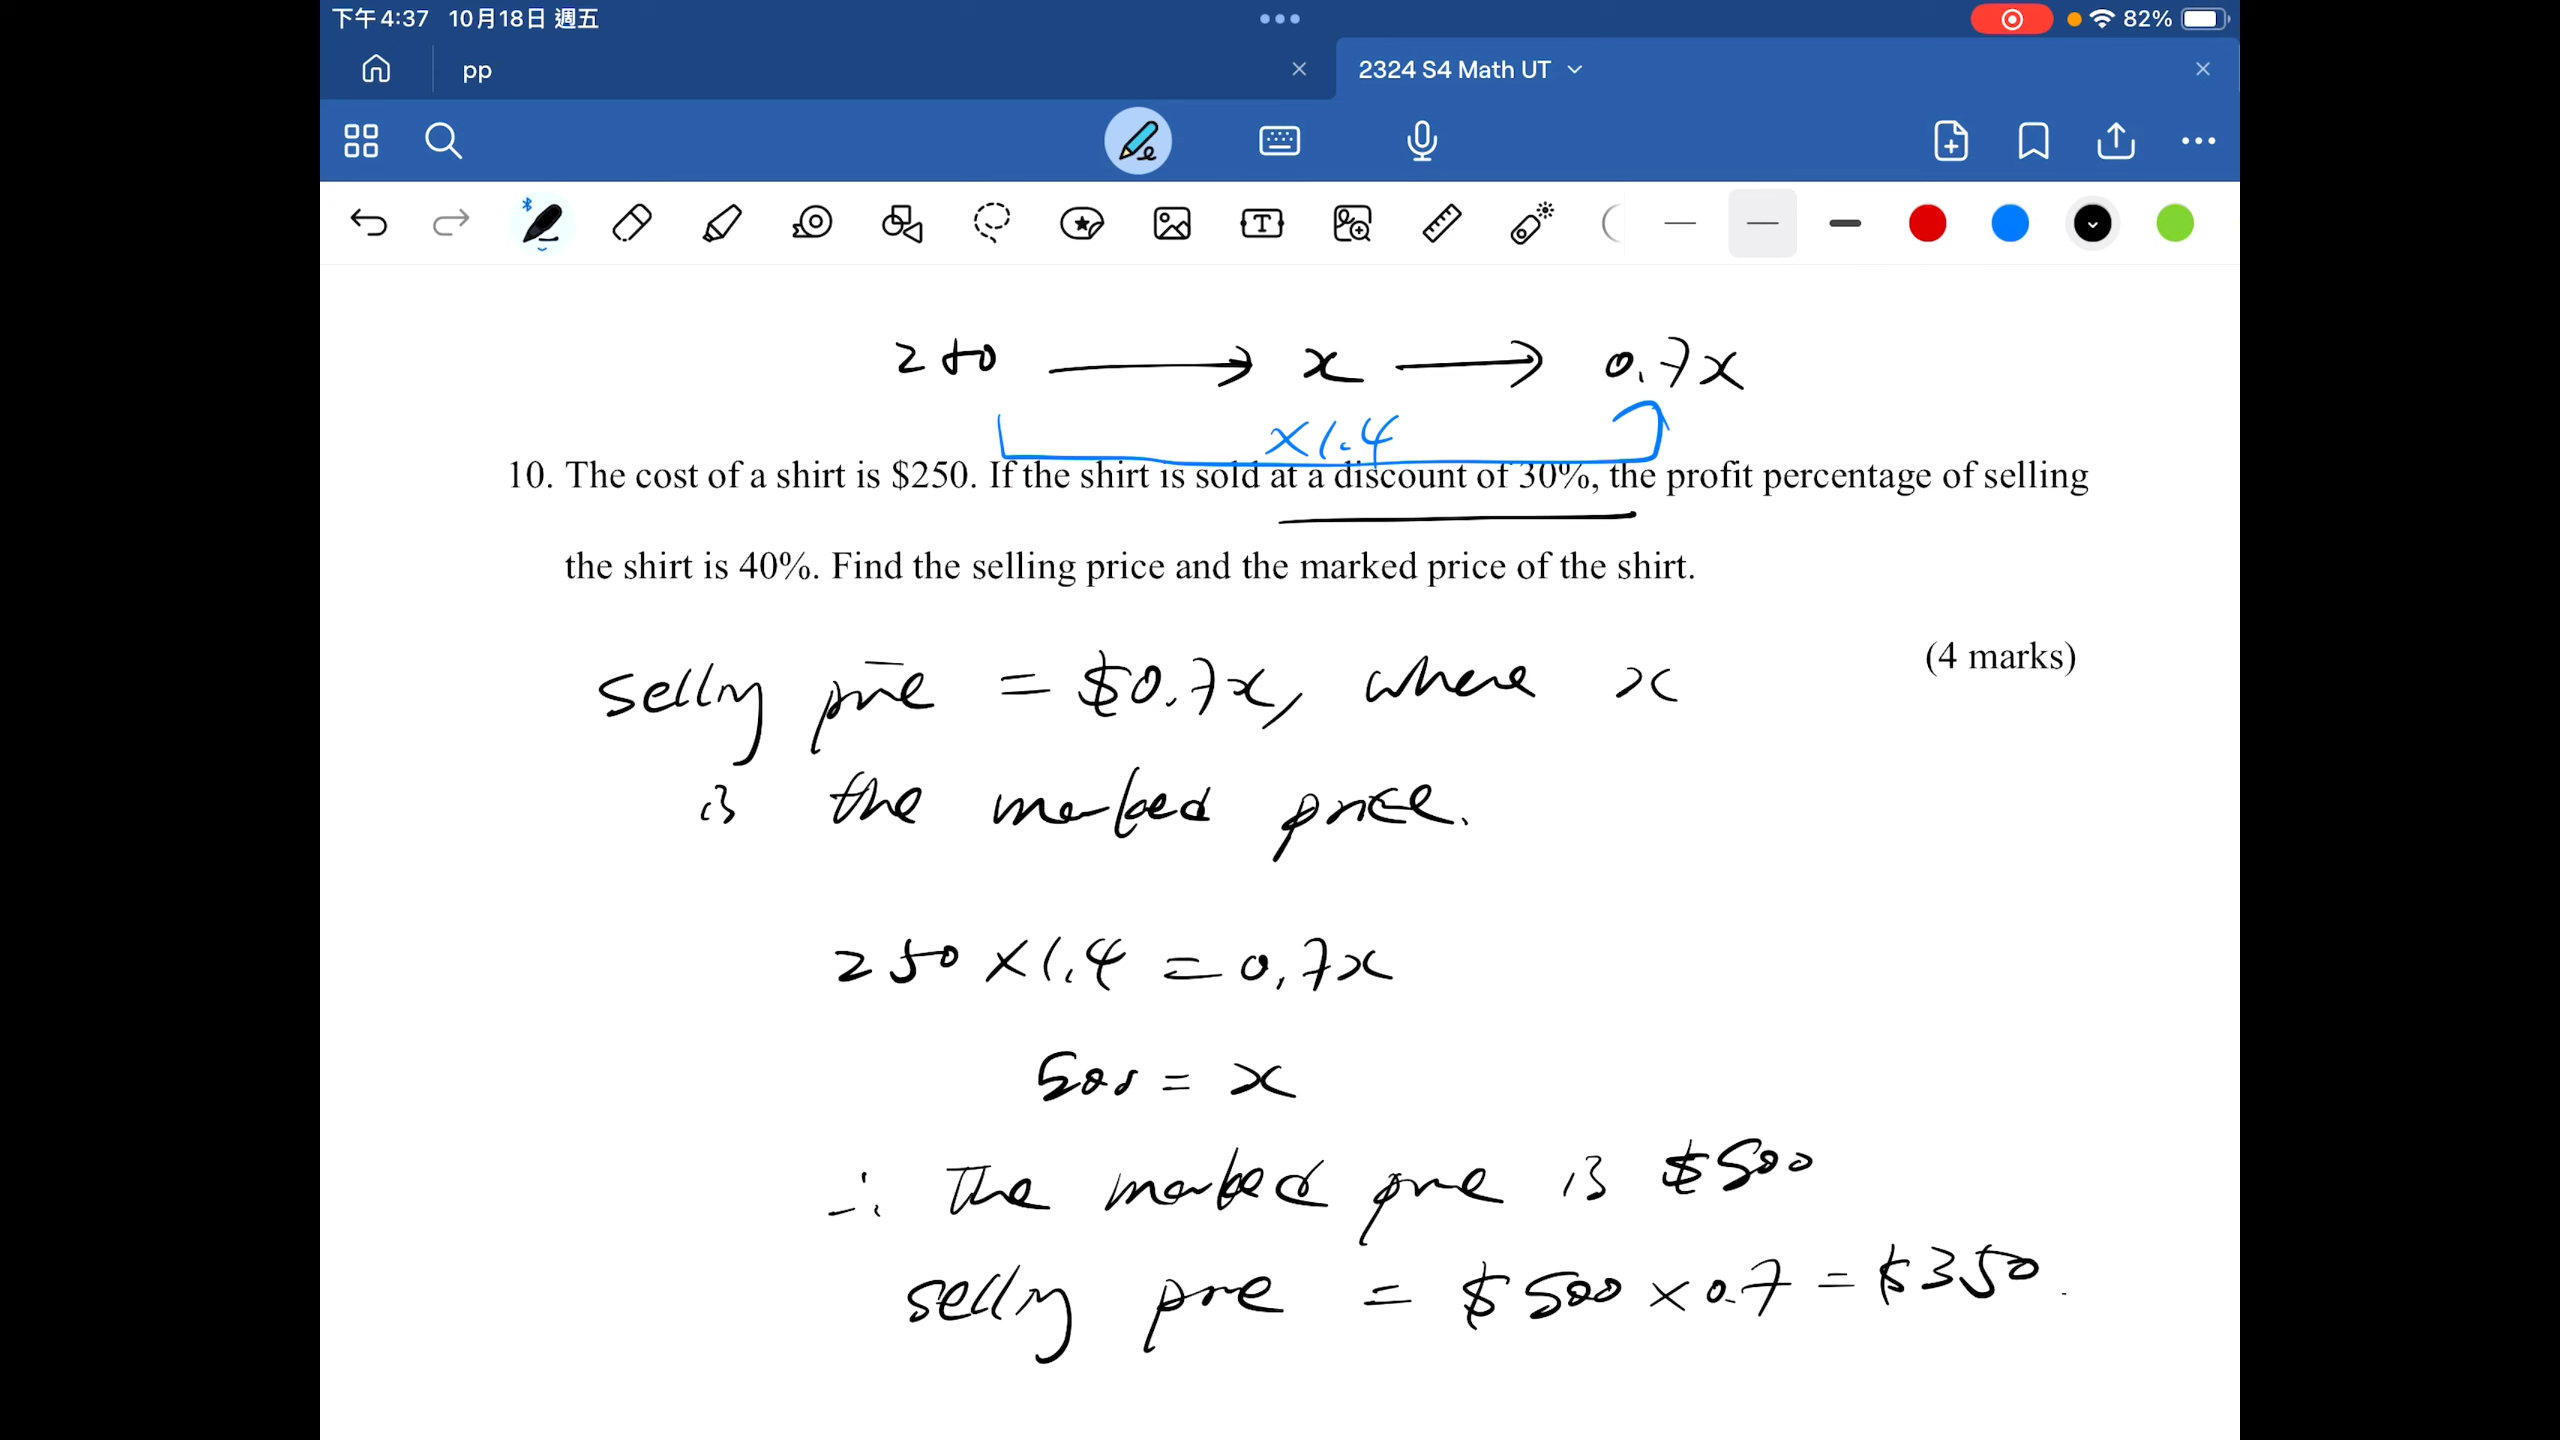 下午4:37 10月18日 週五
82%
pp
2324 S4 Math UT
250 → x → 0.7x
×1.4
10. The cost of a shirt is $250. If the shirt is sold at a discount of 30%, the profit percentage of selling
the shirt is 40%. Find the selling price and the marked price of the shirt.
(4 marks)
selling price = $0.7x, where x
is the marked price.
250 × 1.4 = 0.7x
500 = x
∴ The marked price is $500
selling price = $500 × 0.7 = $350.